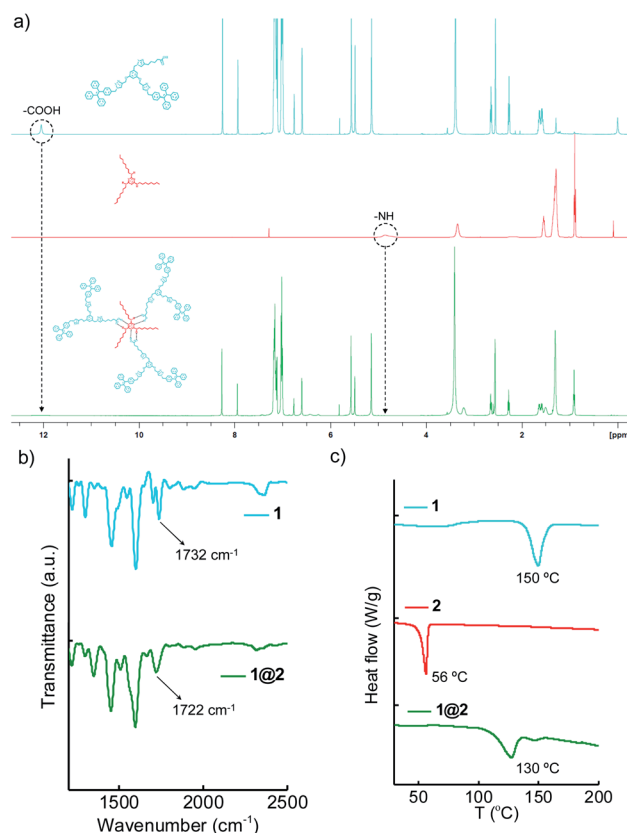 a)
-COOH
-NH
12 10 8 6 4 2 [ppm
b)
Transmittance (a.u.)
1
1732 cm-1
1@2
1722 cm-1
1500 2000 2500
Wavenumber (cm-1)
c)
Heat flow (W/g)
1
150 ºC
2
56 ºC
1@2
130 ºC
50 100 150 200
T (ºC)